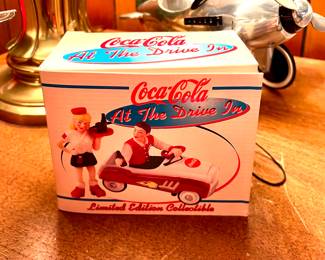 Coca-Cola
At The Drive In
Coca-Cola
At The Drive In
Limited Edition Collectible